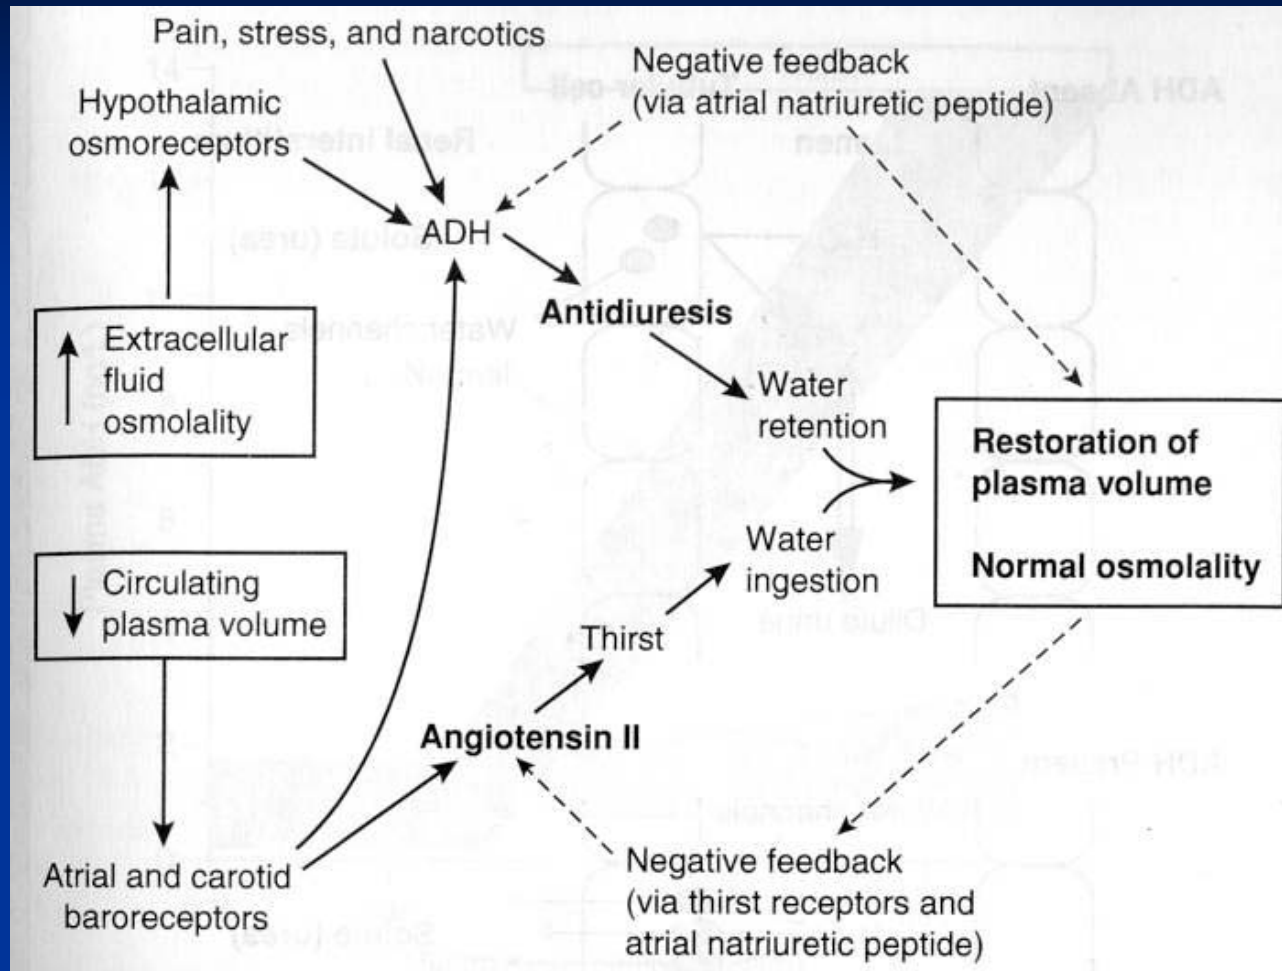 Pain, stress, and narcotics
Negative feedback
(via atrial natriuretic peptide)
Hypothalamic
osmoreceptors
ADH
Antidiuresis
Extracellular
fluid
osmolality
Water
retention
Restoration of
plasma volume
Normal osmolality
Water
ingestion
Circulating
plasma volume
Thirst
Angiotensin II
Atrial and carotid
baroreceptors
Negative feedback
(via thirst receptors and
atrial natriuretic peptide)